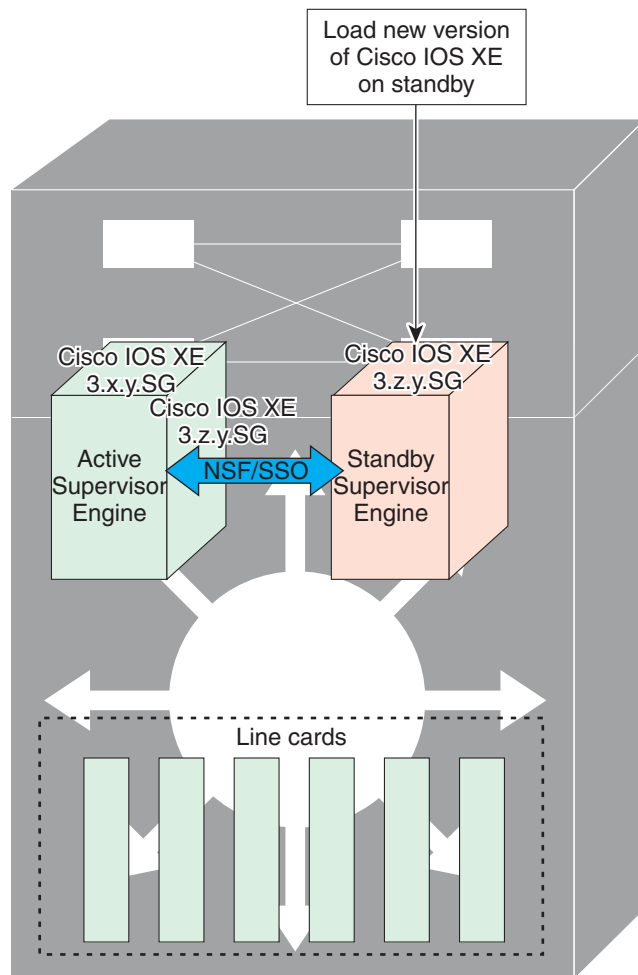 Load new version
of Cisco IOS XE
on standby
Cisco IOS XE
3.x.y.SG
Cisco IOS XE
3.z.y.SG
Cisco IOS XE
3.z.y.SG
Active
Supervisor
Engine
NSF/SSO
Standby
Supervisor
Engine
Line cards